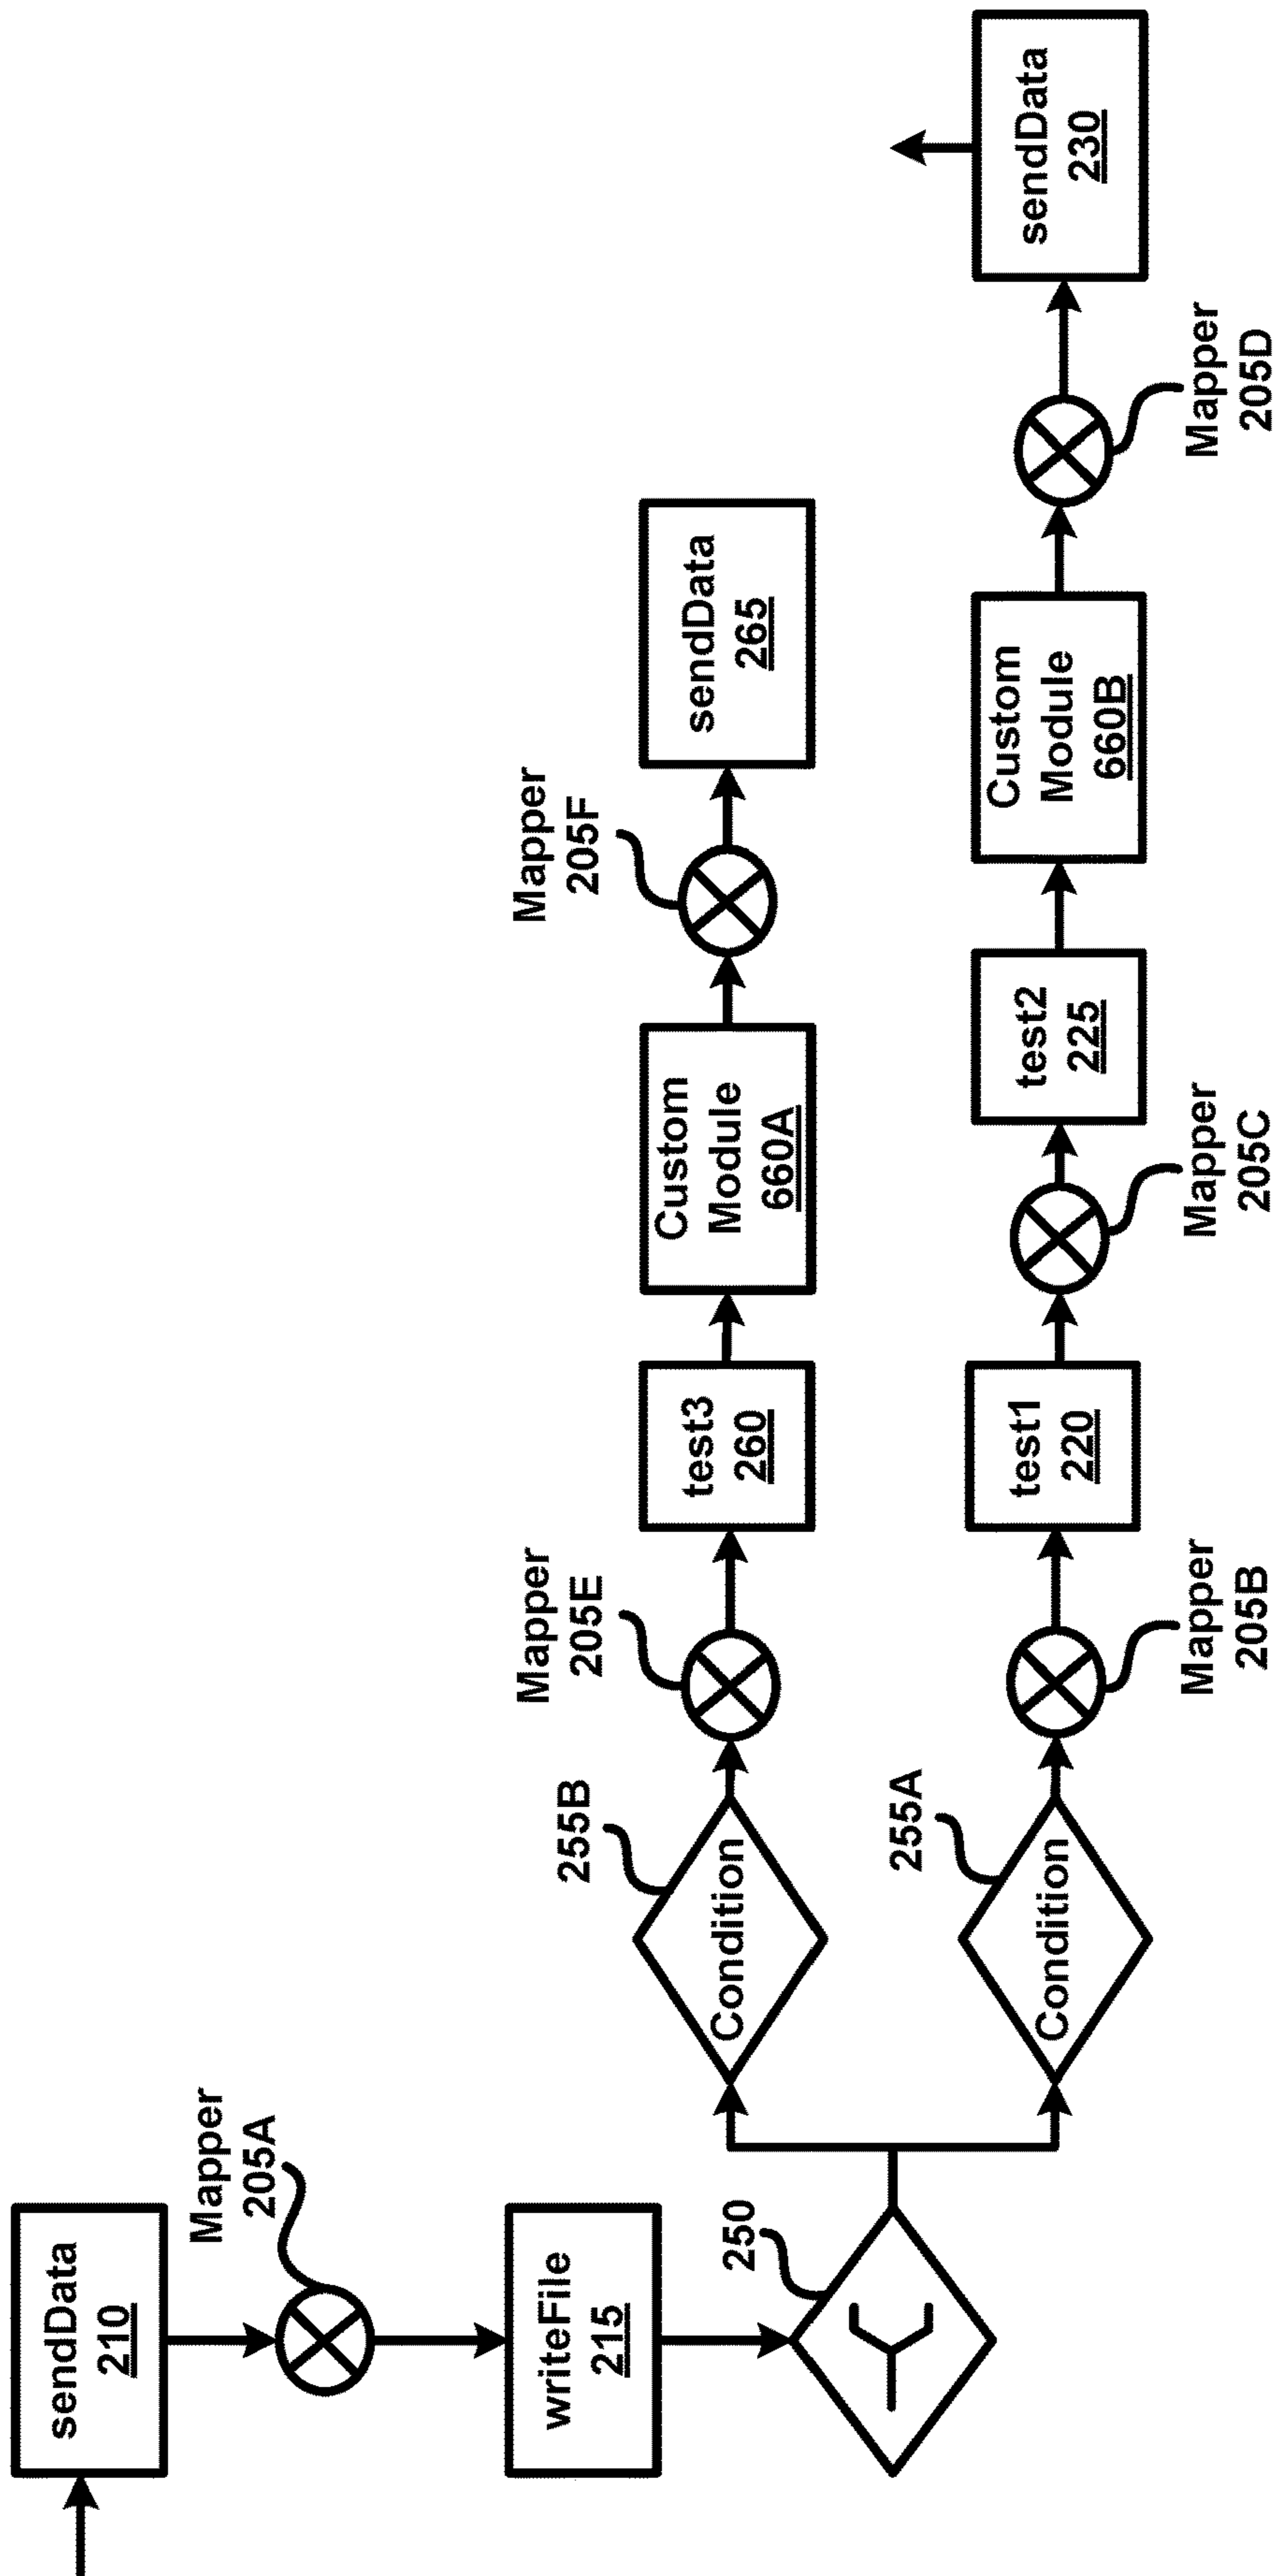 sendData
210
Mapper
205A
writeFile
215
250
255B
Condition
Mapper
205E
test3
260
Custom
Module
660A
Mapper
205F
sendData
265
255A
Condition
Mapper
205B
test1
220
Mapper
205C
test2
225
Custom
Module
660B
Mapper
205D
sendData
230